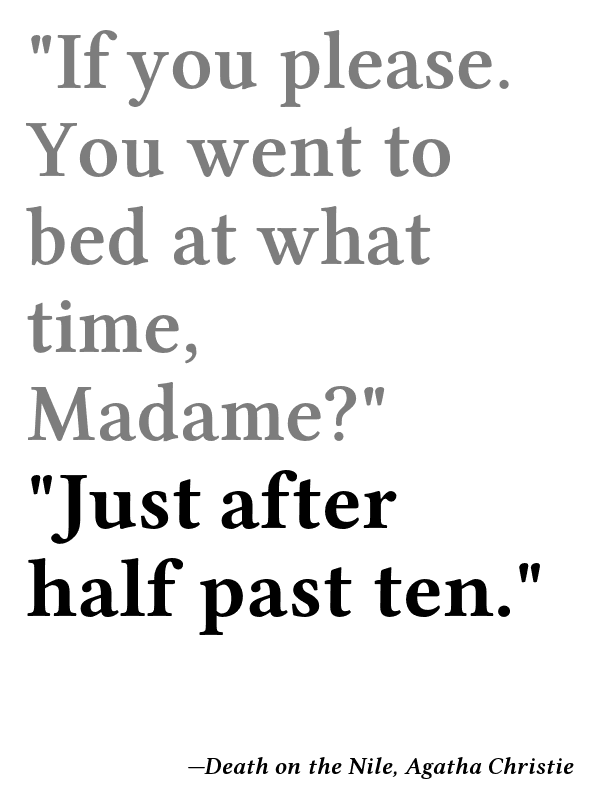 "If you please.
You went to
bed at what
time,
Madame?"
"Just after
half past ten."
—Death on the Nile, Agatha Christie